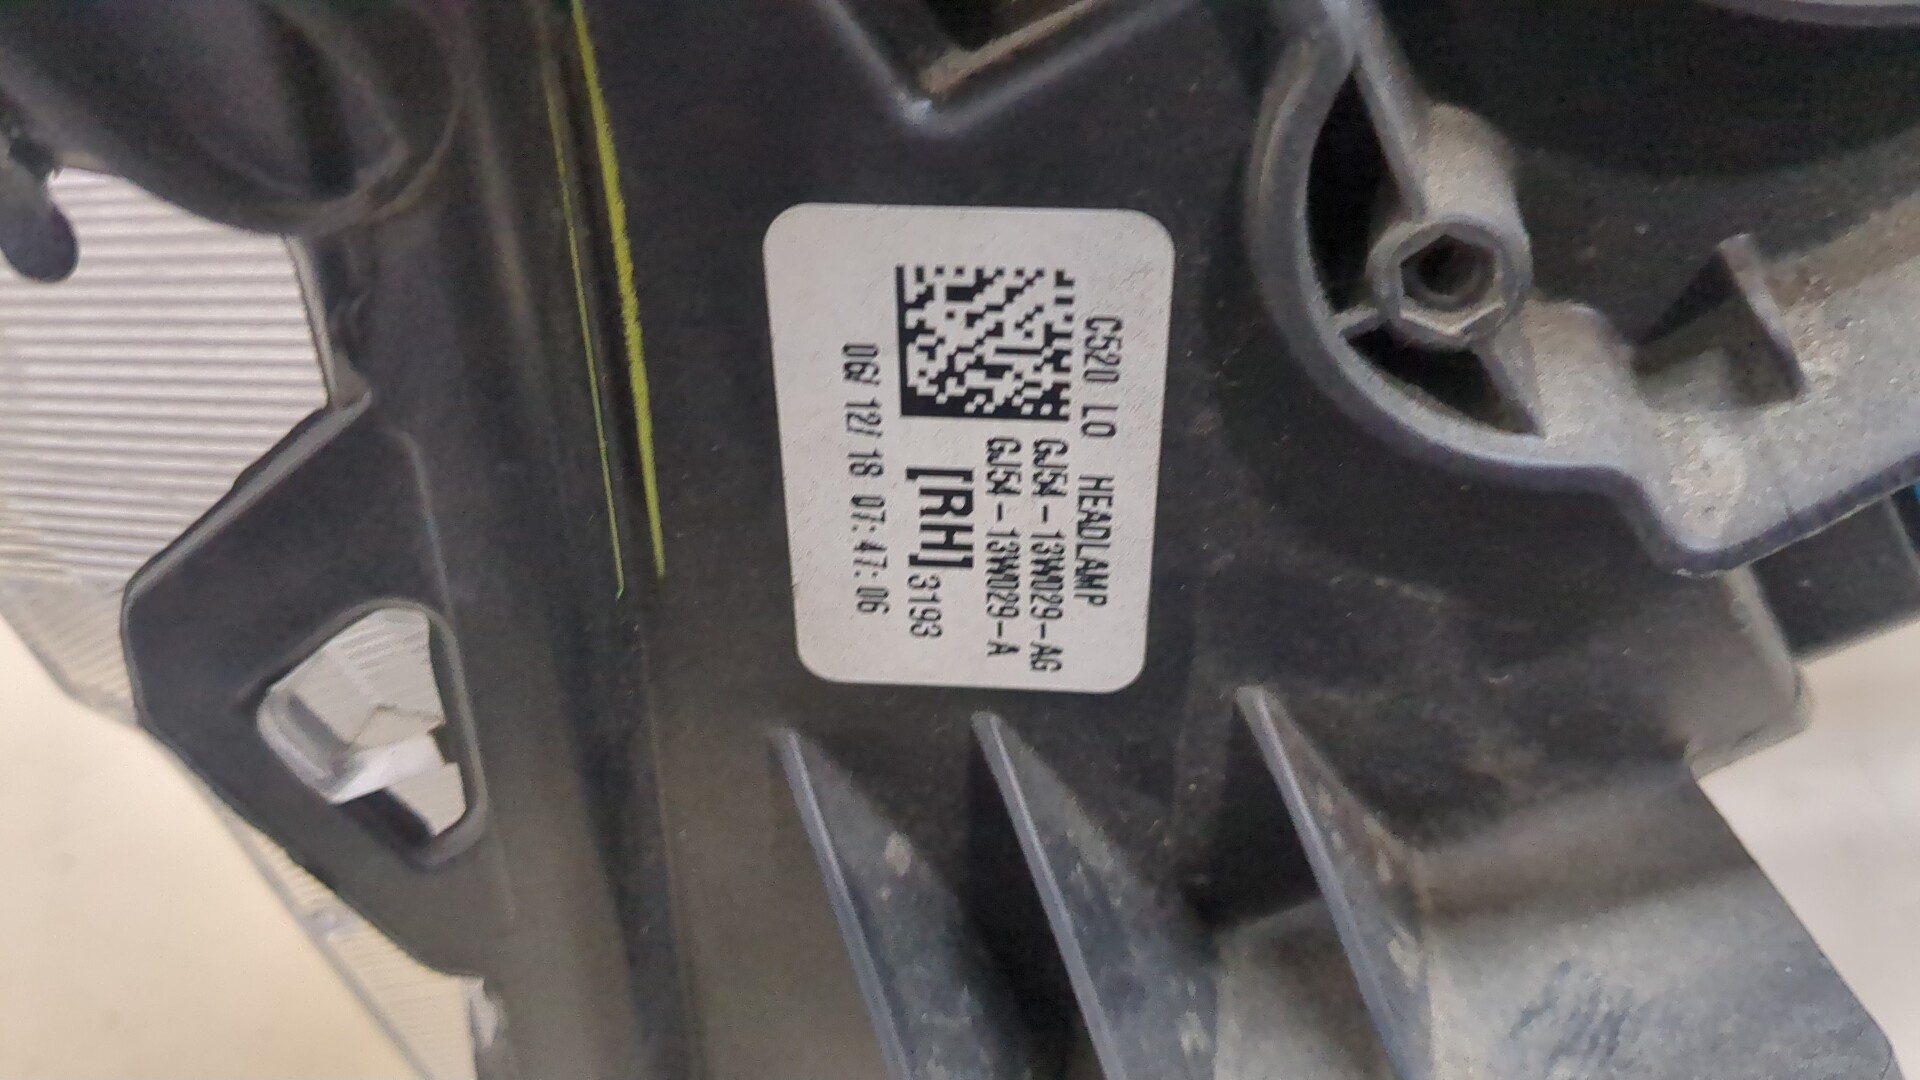 C520 LO HEADLAMP
GJ54-13W029-AG
GJ54-13W029-A
[RH] 3193
06/12/18 07:47:06